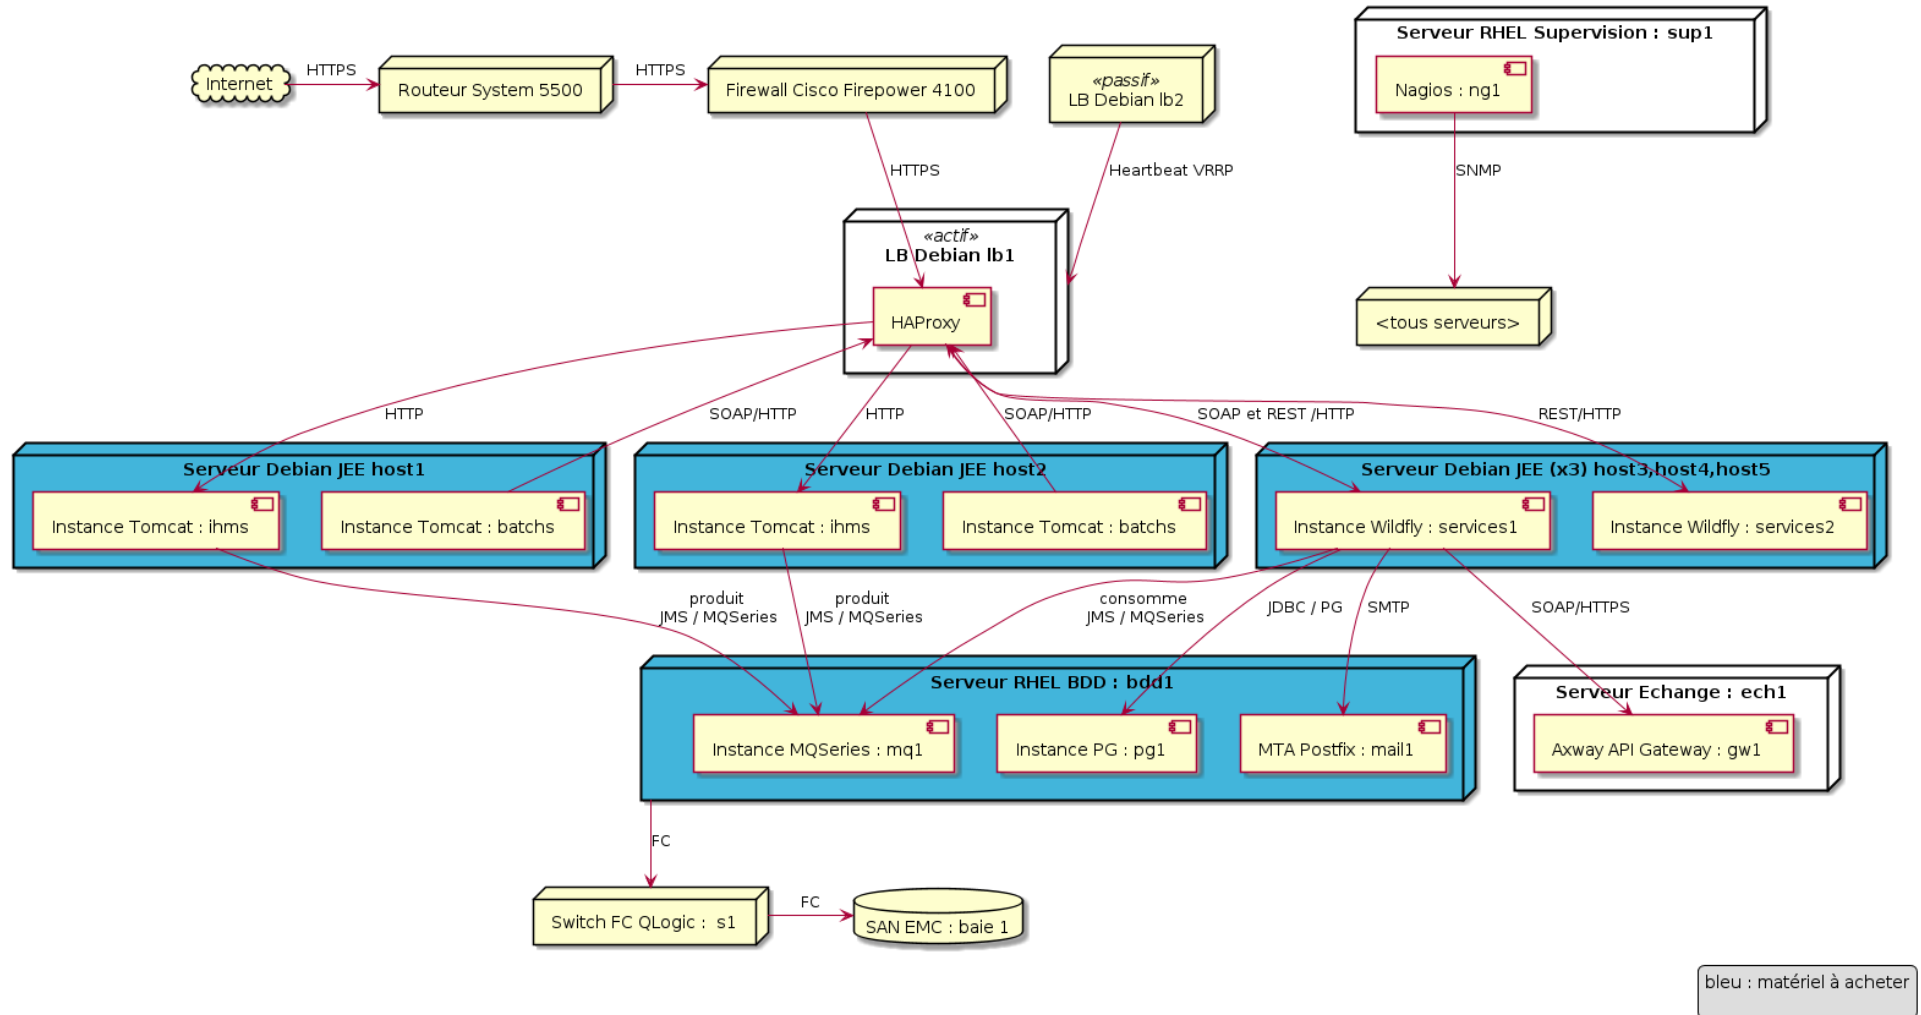 Serveur RHEL Supervision : sup1
Internet
HTTPS
Routeur System 5500
HTTPS
Firewall Cisco Firepower 4100
«passif»
LB Debian lb2
Nagios : ng1
HTTPS
Heartbeat VRRP
SNMP
«actif»
LB Debian lb1
HAProxy
<tous serveurs>
HTTP
SOAP/HTTP
HTTP
SOAP/HTTP
SOAP et REST /HTTP
REST/HTTP
Serveur Debian JEE host1
Serveur Debian JEE host2
Serveur Debian JEE (x3) host3,host4,host5
Instance Tomcat : ihms
Instance Tomcat : batchs
Instance Tomcat : ihms
Instance Tomcat : batchs
Instance Wildfly : services1
Instance Wildfly : services2
produit
JMS / MQSeries
produit
JMS / MQSeries
consomme
JMS / MQSeries
JDBC / PG
SMTP
SOAP/HTTPS
Serveur RHEL BDD : bdd1
Serveur Echange : ech1
Instance MQSeries : mq1
Instance PG : pg1
MTA Postfix : mail1
Axway API Gateway : gw1
FC
Switch FC QLogic :  s1
FC
SAN EMC : baie 1
bleu : matériel à acheter